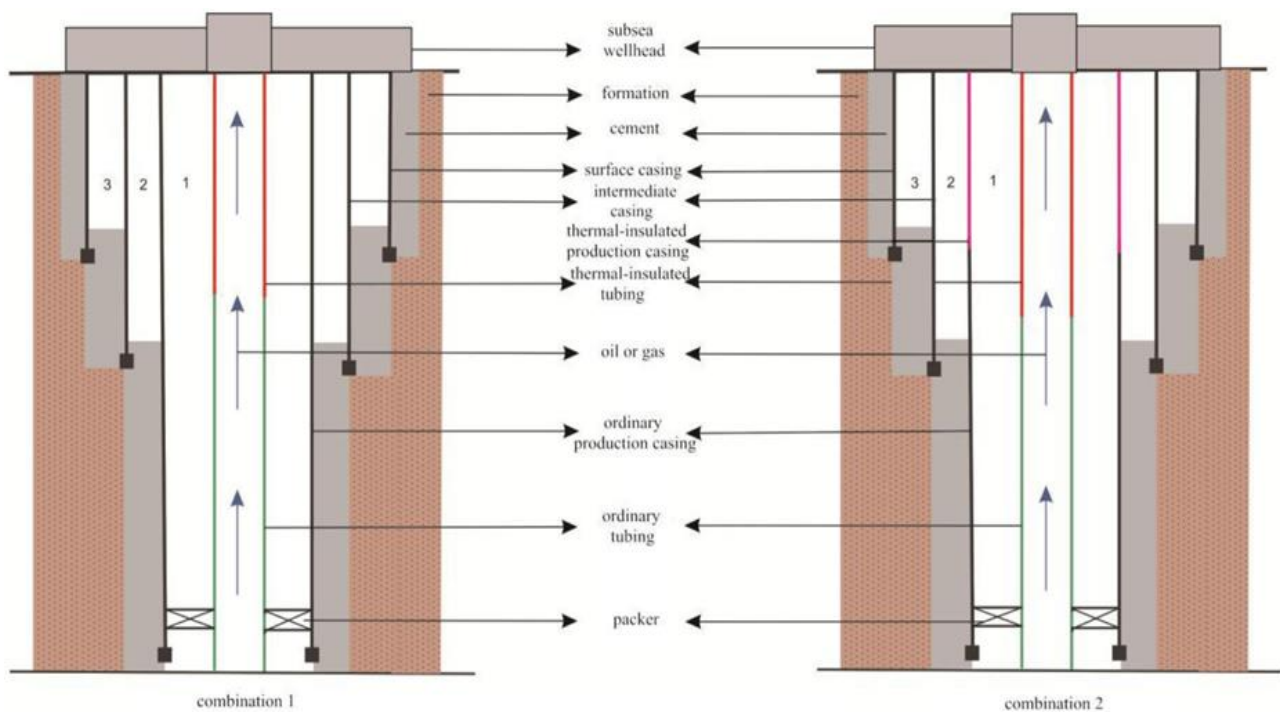 subsea
wellhead
formation
cement
surface casing
intermediate
casing
thermal-insulated
production casing
thermal-insulated
tubing
oil or gas
ordinary
production casing
ordinary
tubing
packer
3 2 1
3 2 1
combination 1
combination 2